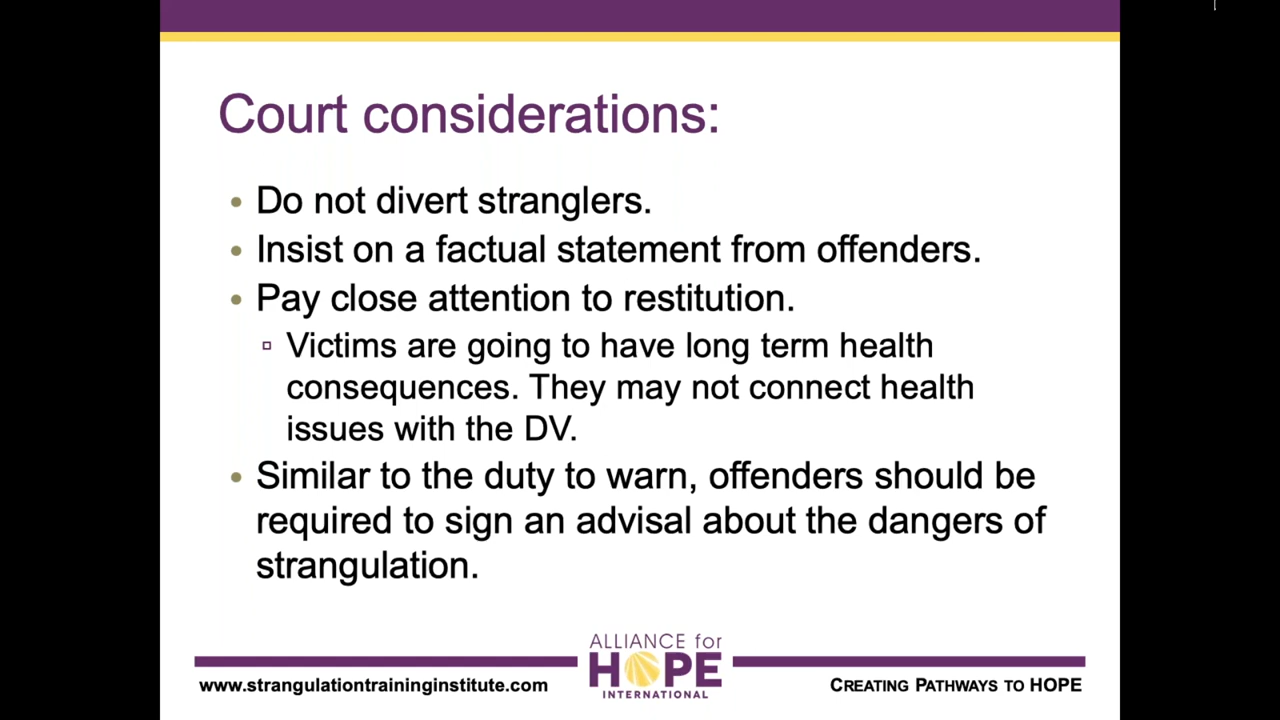 Court considerations:
• Do not divert stranglers.
• Insist on a factual statement from offenders.
• Pay close attention to restitution.
▫ Victims are going to have long term health
consequences. They may not connect health
issues with the DV.
• Similar to the duty to warn, offenders should be
required to sign an advisal about the dangers of
strangulation.
www.strangulationtraininginstitute.com
ALLIANCE for
HOPE
INTERNATIONAL
CREATING PATHWAYS TO HOPE